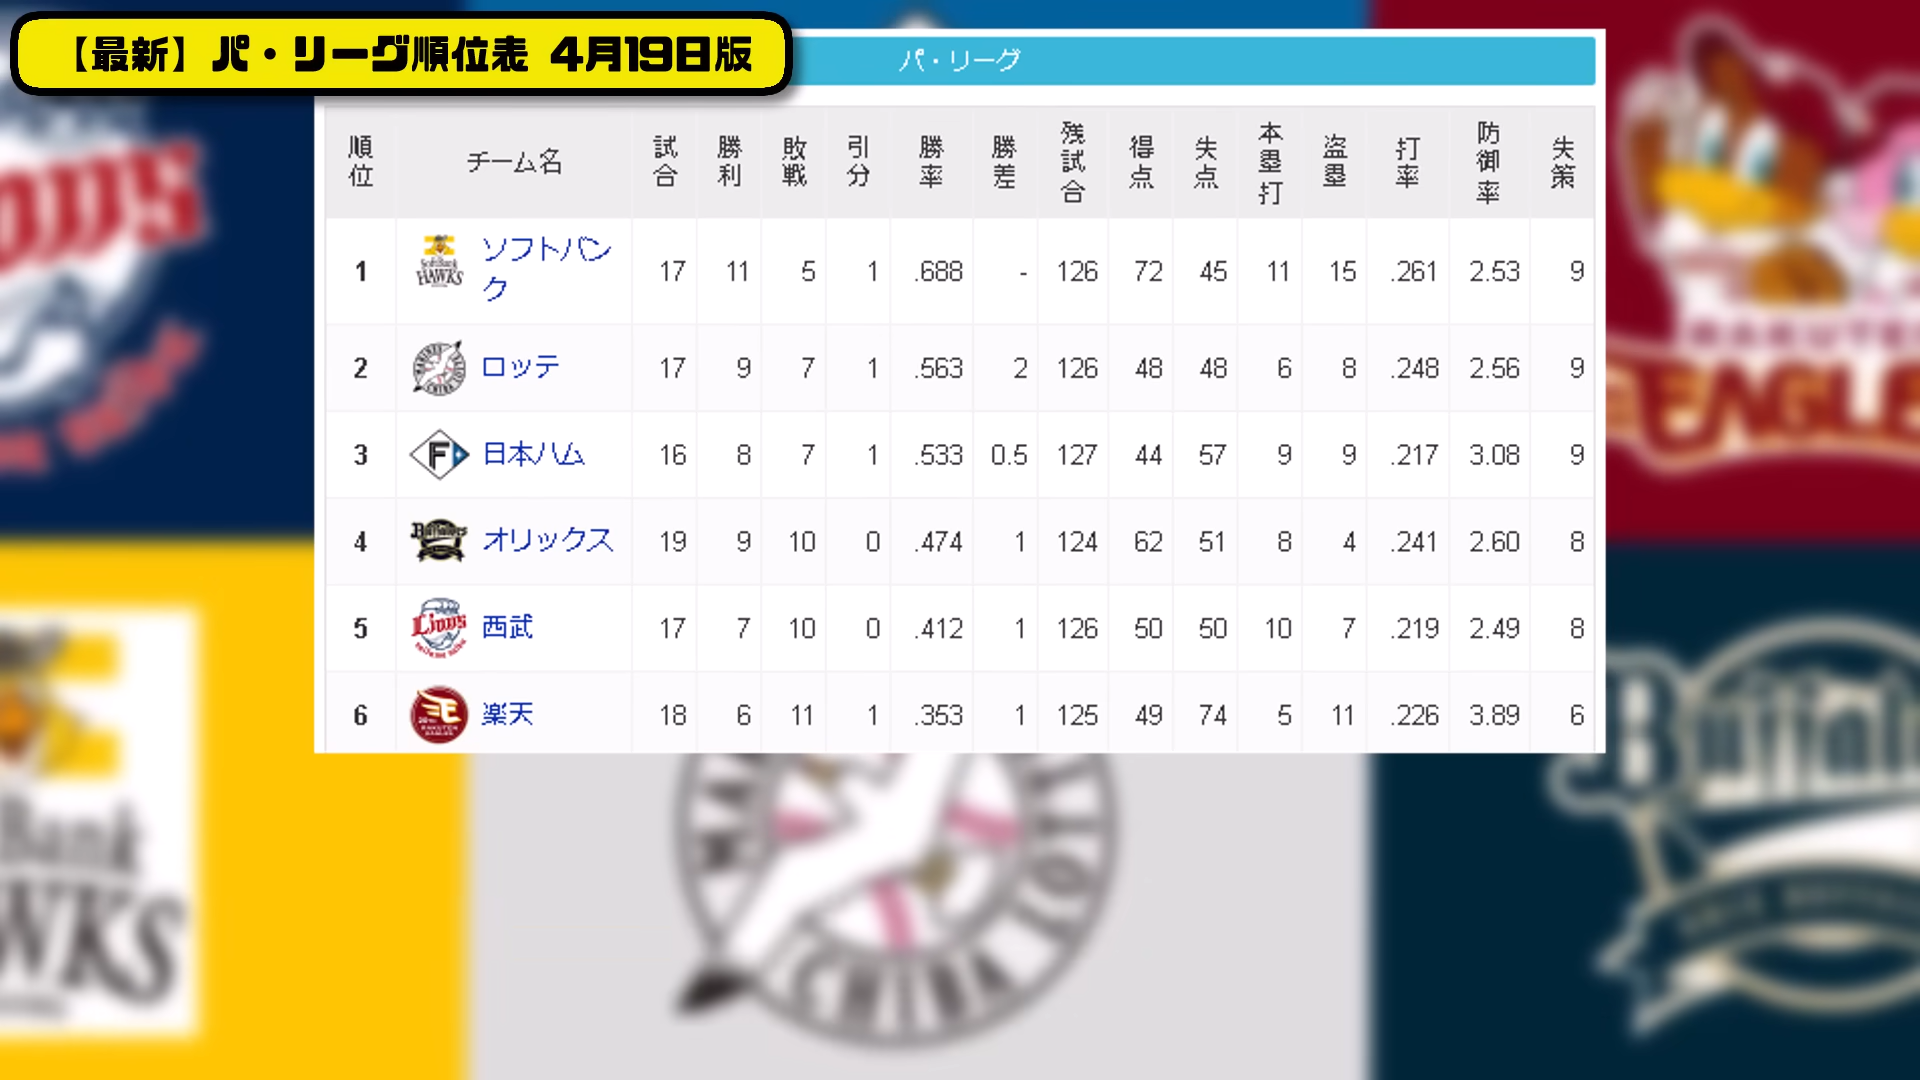 【最新】パ・リーグ順位表 4月19日版
パ・リーグ
順位 チーム名 試合 勝利 敗戦 引分 勝率 勝差 残試合 得点 失点 本塁打 盗塁 打率 防御率 失策
1 SoftBank HAWKS ソフトバンク 17 11 5 1 .688 - 126 72 45 11 15 .261 2.53 9
2 ロッテ 17 9 7 1 .563 2 126 48 48 6 8 .248 2.56 9
3 F 日本ハム 16 8 7 1 .533 0.5 127 44 57 9 9 .217 3.08 9
4 Buffaloes オリックス 19 9 10 0 .474 1 124 62 51 8 4 .241 2.60 8
5 Lions 西武 17 7 10 0 .412 1 126 50 50 10 7 .219 2.49 8
6 E 楽天 18 6 11 1 .353 1 125 49 74 5 11 .226 3.89 6